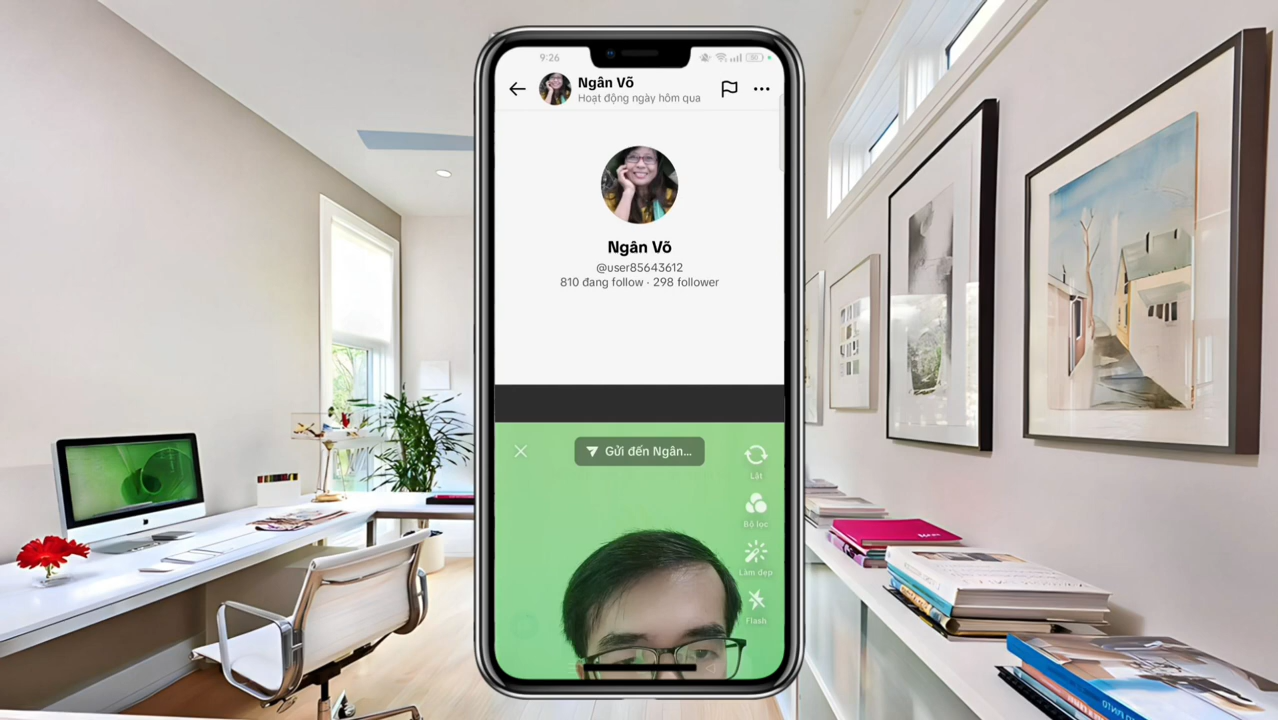 9:26
Ngân Võ
Hoạt động ngày hôm qua
Ngân Võ
@user85643612
810 đang follow · 298 follower
Gửi đến Ngân...
Lật
Bộ lọc
Làm đẹp
Flash